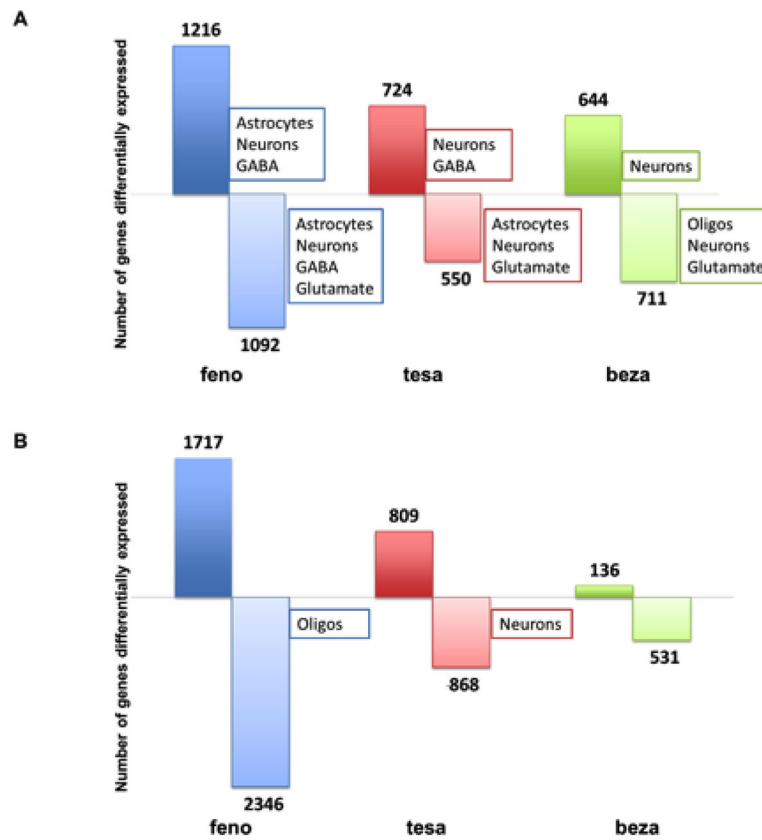 A
Number of genes differentially expressed
1216
Astrocytes
Neurons
GABA
Astrocytes
Neurons
GABA
Glutamate
1092
feno
724
Neurons
GABA
Astrocytes
Neurons
Glutamate
550
tesa
644
Neurons
Oligos
Neurons
Glutamate
711
beza
B
Number of genes differentially expressed
1717
Oligos
2346
feno
809
Neurons
868
tesa
136
531
beza